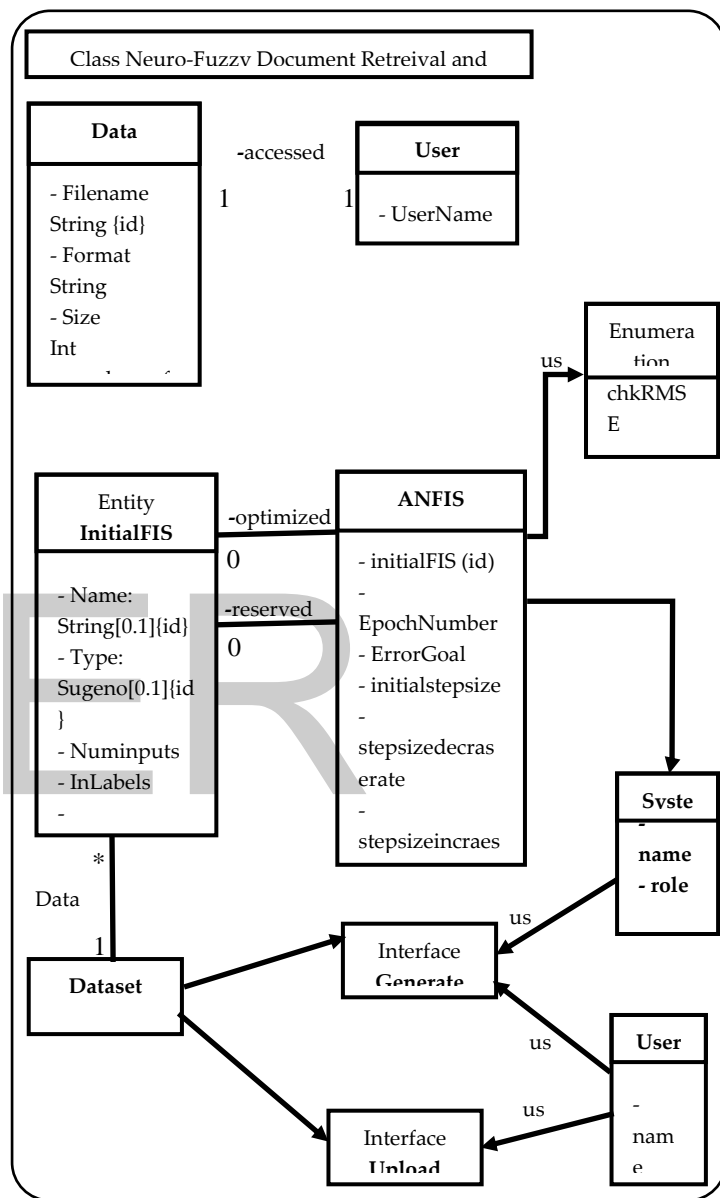 Class Neuro-Fuzzy Document Retreival and
Data
- Filename
String {id}
- Format
String
- Size
Int
-accessed
1
1
User
- UserName
Enumera
tion
chkRMS
E
us
Entity
InitialFIS
- Name:
String[0.1]{id}
- Type:
Sugeno[0.1]{id
}
- Numinputs
- InLabels
-
-optimized
0
-reserved
0
ANFIS
- initialFIS (id)
-
EpochNumber
- ErrorGoal
- initialstepsize
-
stepsizedecras
erate
-
stepsizeincraes
Syste
-
name
- role
*
Data
1
Dataset
Interface
Generate
us
us
User
-
nam
e
us
Interface
Upload
ER